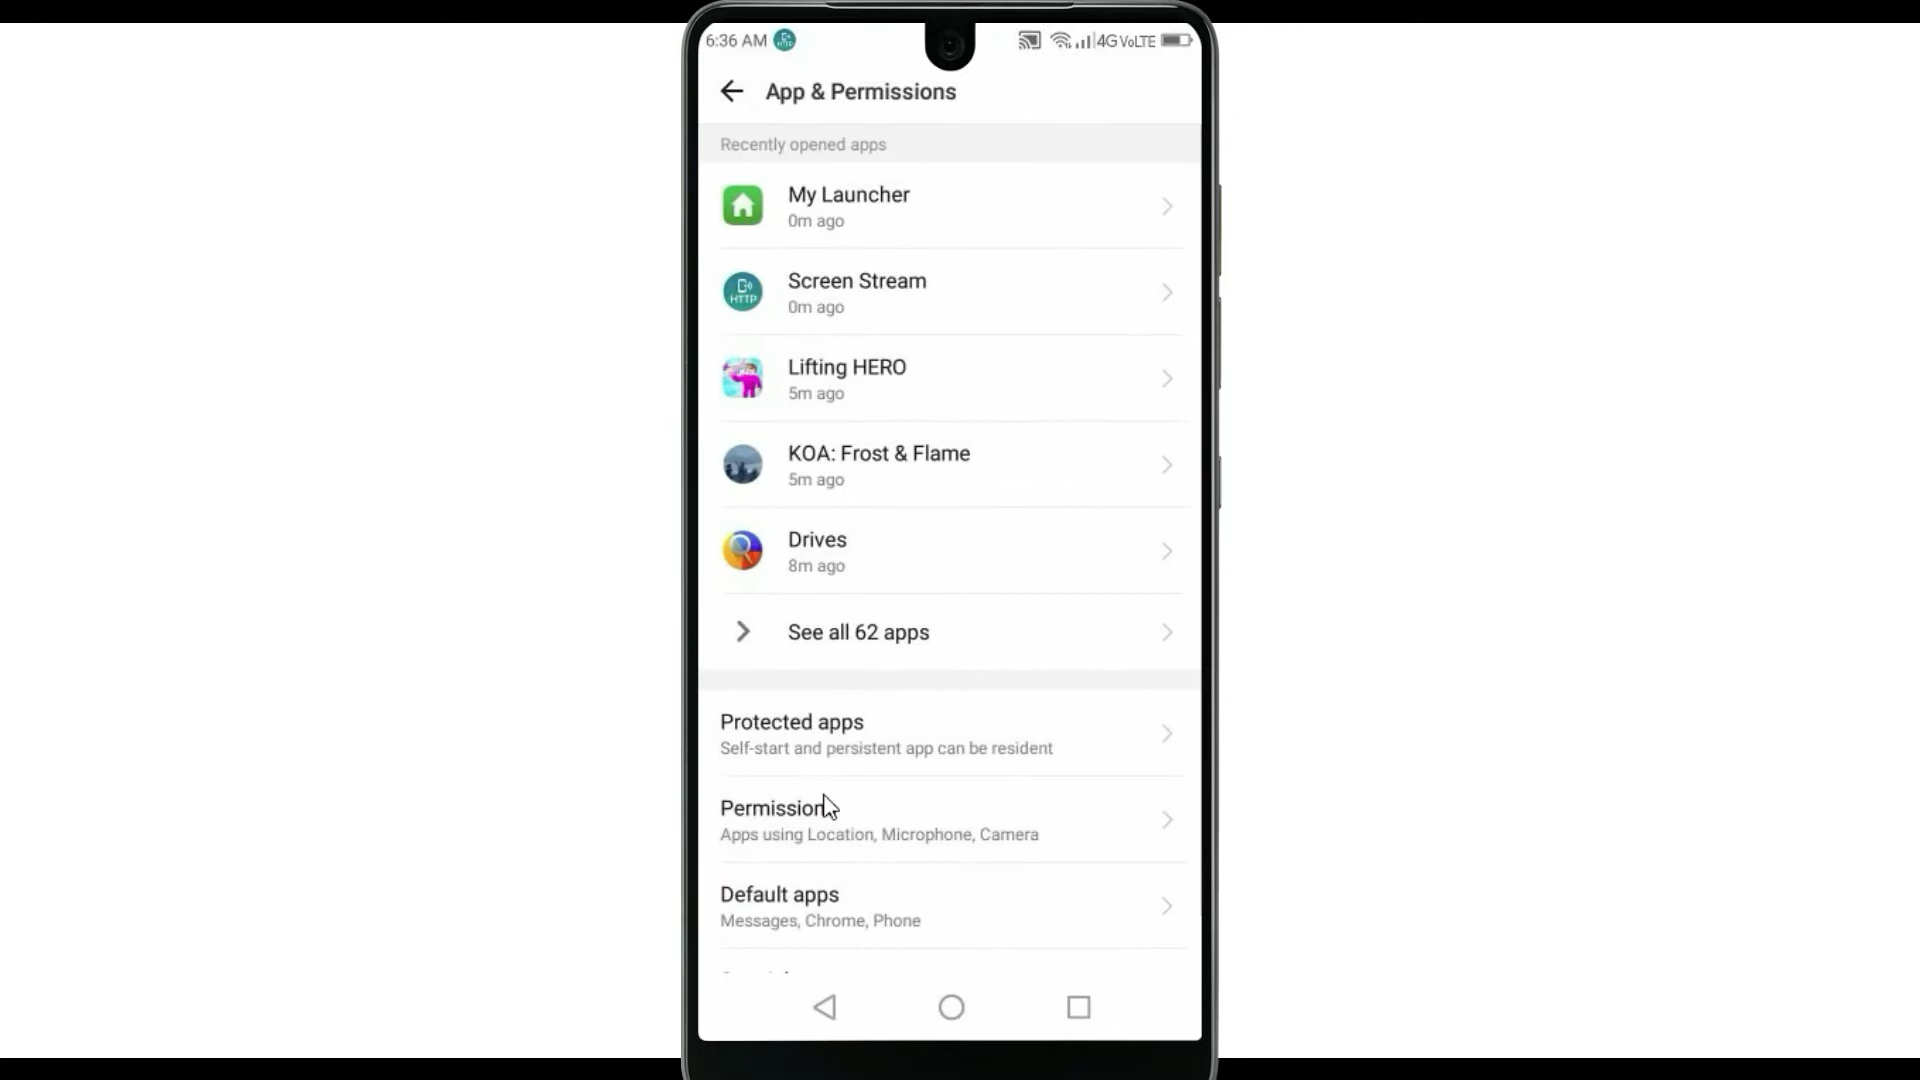 6:36 AM
4G VoLTE
App & Permissions
Recently opened apps
My Launcher
0m ago
Screen Stream
0m ago
HTTP
Lifting HERO
5m ago
KOA: Frost & Flame
5m ago
Drives
8m ago
See all 62 apps
Protected apps
Self-start and persistent app can be resident
Permission
Apps using Location, Microphone, Camera
Default apps
Messages, Chrome, Phone